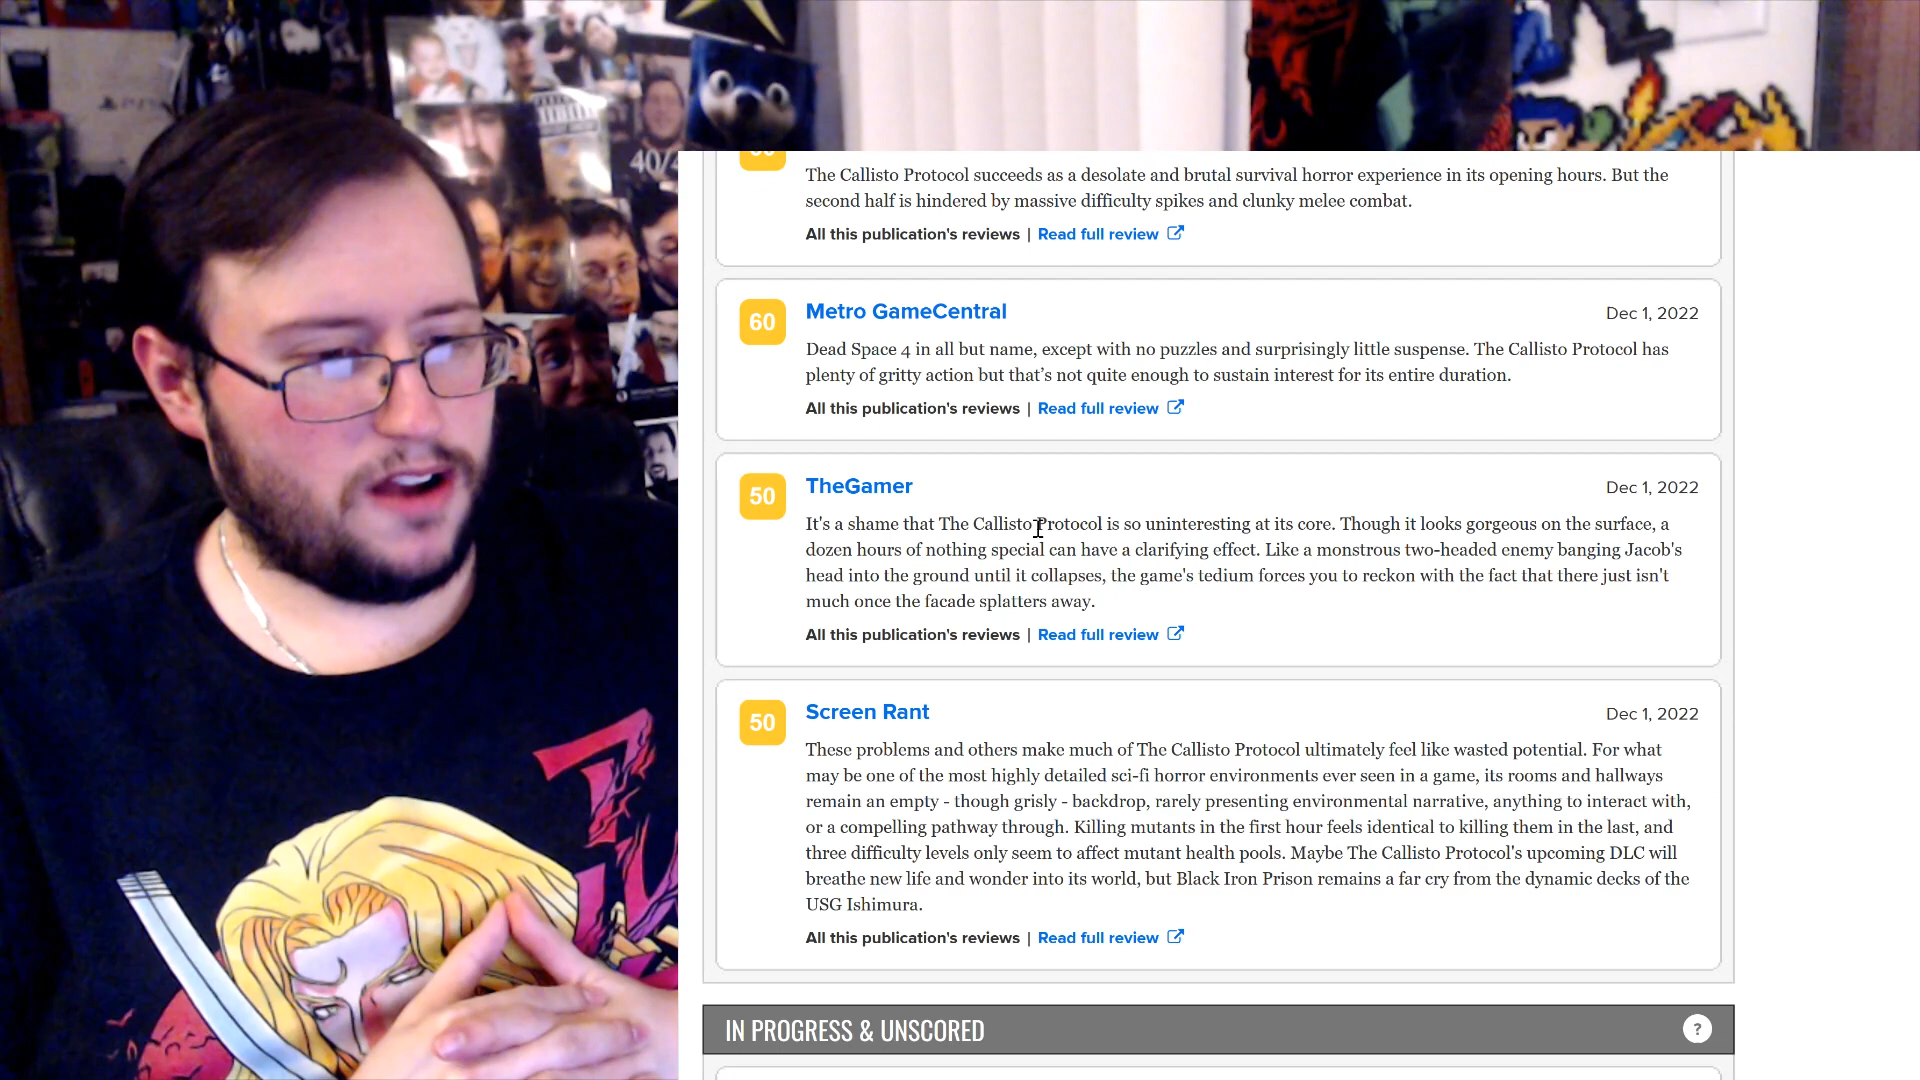 40/4
The Callisto Protocol succeeds as a desolate and brutal survival horror experience in its opening hours. But the
second half is hindered by massive difficulty spikes and clunky melee combat.
All this publication's reviews | Read full review
60
Metro GameCentral
Dec 1, 2022
Dead Space 4 in all but name, except with no puzzles and surprisingly little suspense. The Callisto Protocol has
plenty of gritty action but that’s not quite enough to sustain interest for its entire duration.
All this publication's reviews | Read full review
50
TheGamer
Dec 1, 2022
It's a shame that The Callisto Protocol is so uninteresting at its core. Though it looks gorgeous on the surface, a
dozen hours of nothing special can have a clarifying effect. Like a monstrous two-headed enemy banging Jacob's
head into the ground until it collapses, the game's tedium forces you to reckon with the fact that there just isn't
much once the facade splatters away.
All this publication's reviews | Read full review
50
Screen Rant
Dec 1, 2022
These problems and others make much of The Callisto Protocol ultimately feel like wasted potential. For what
may be one of the most highly detailed sci-fi horror environments ever seen in a game, its rooms and hallways
remain an empty - though grisly - backdrop, rarely presenting environmental narrative, anything to interact with,
or a compelling pathway through. Killing mutants in the first hour feels identical to killing them in the last, and
three difficulty levels only seem to affect mutant health pools. Maybe The Callisto Protocol's upcoming DLC will
breathe new life and wonder into its world, but Black Iron Prison remains a far cry from the dynamic decks of the
USG Ishimura.
All this publication's reviews | Read full review
IN PROGRESS & UNSCORED
?